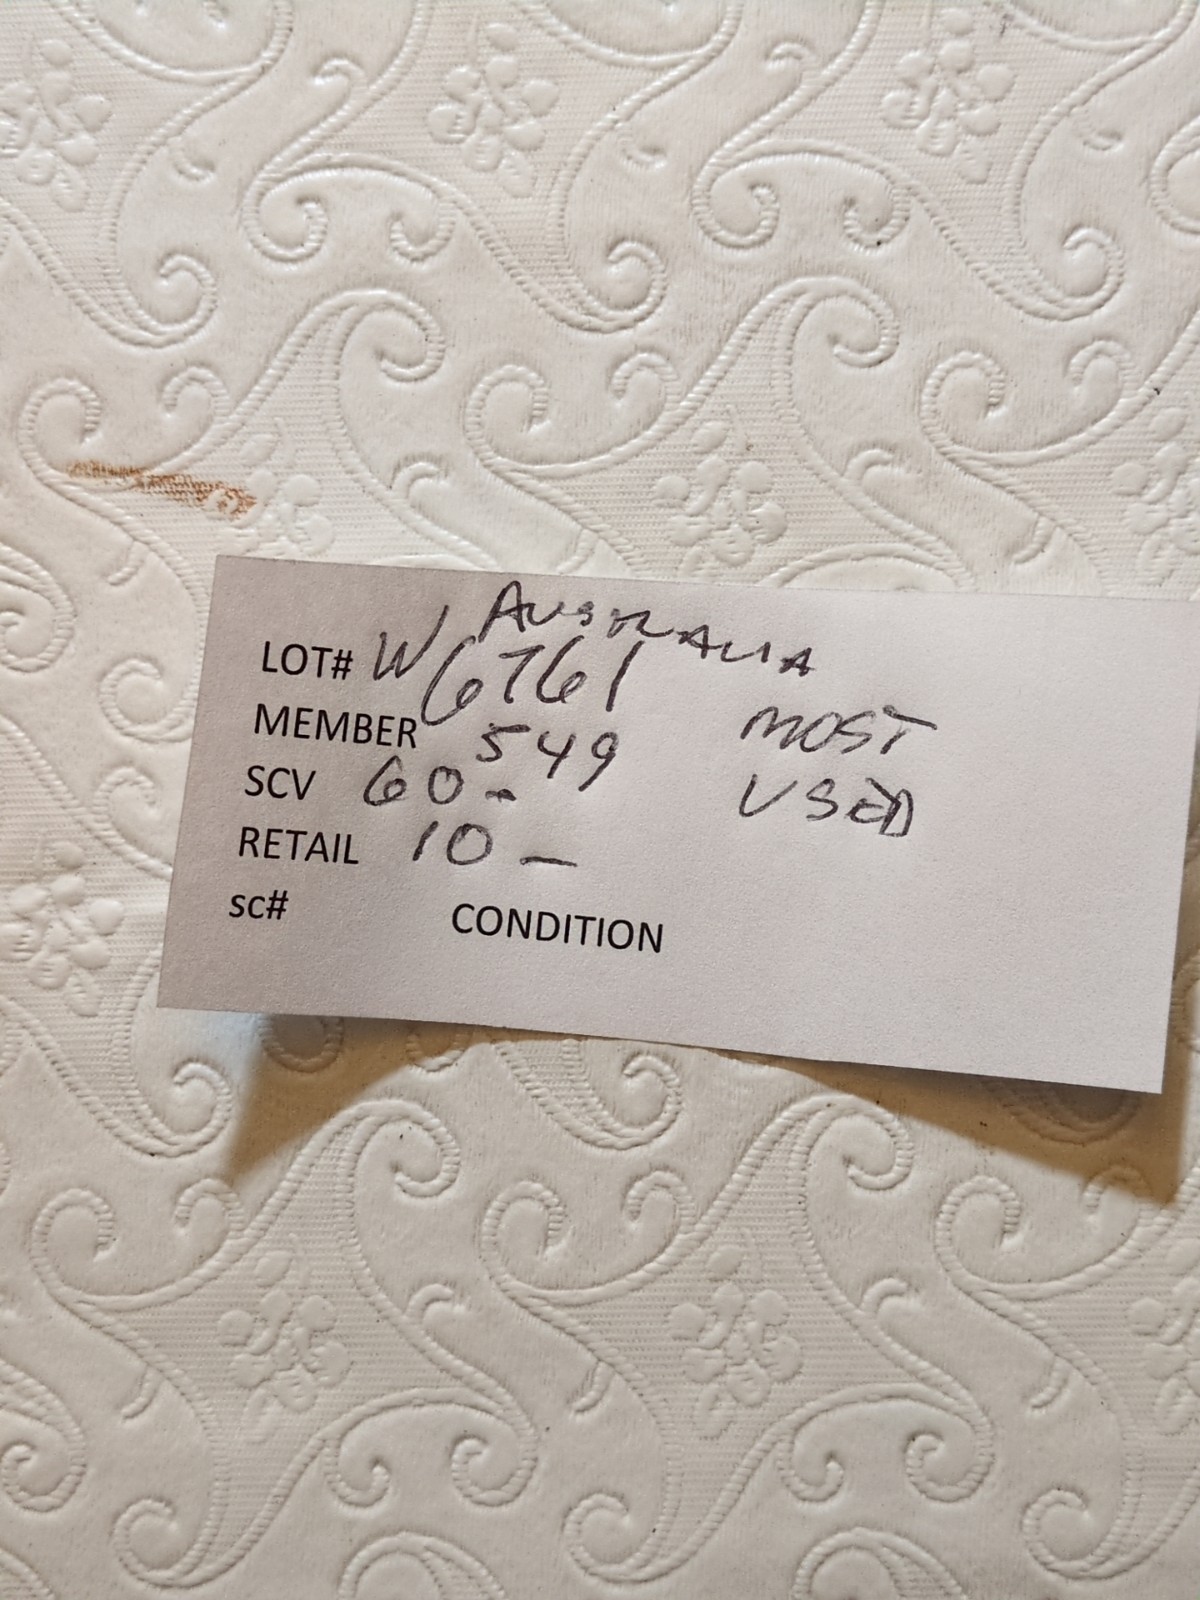 AUSTRALIA
LOT# W6761
MEMBER 549 MOST
SCV 60- USED
RETAIL 10-
sc# CONDITION